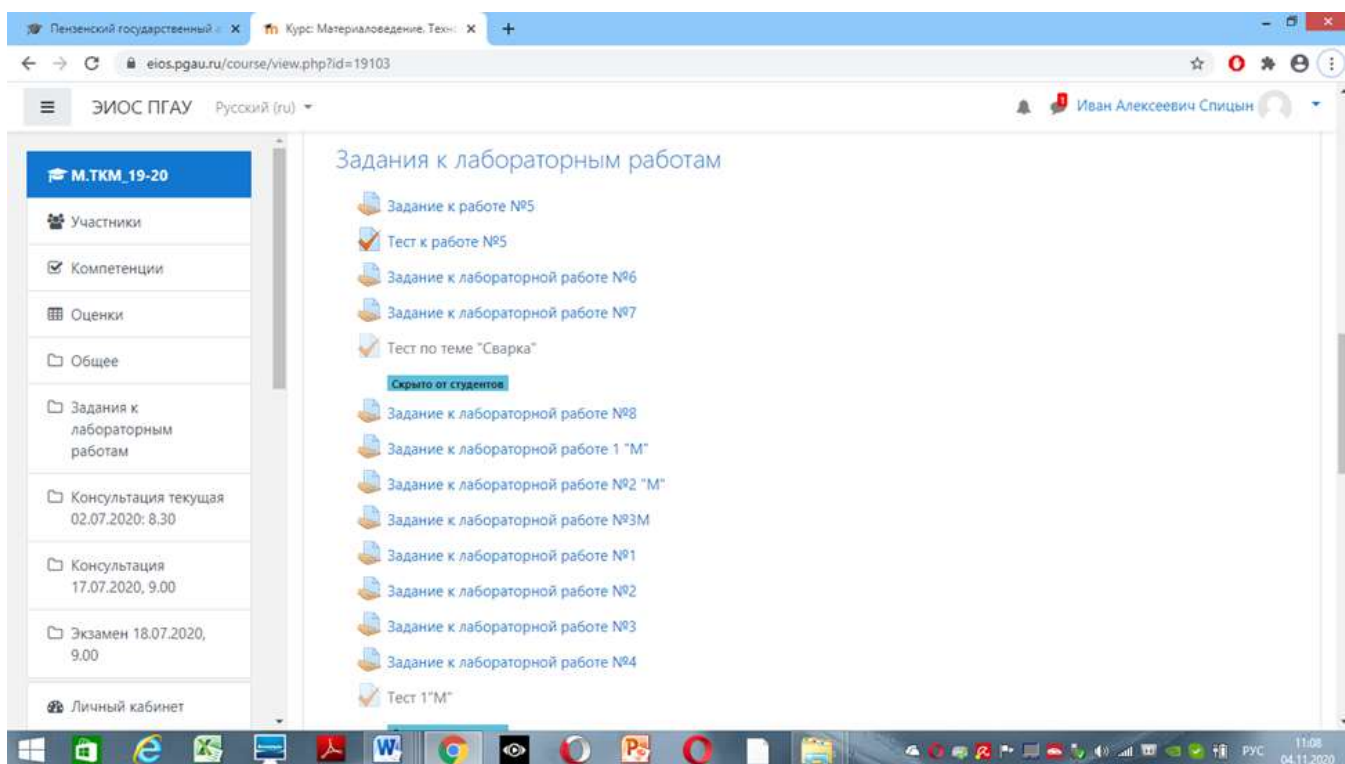 Пензенский государственный а
Курс: Материаловедение. Техно
eios.pgau.ru/course/view.php?id=19103
ЭИОС ПГАУ Русский (ru)
1
Иван Алексеевич Спицын
М.ТКМ_19-20
Участники
Компетенции
Оценки
Общее
Задания к
лабораторным
работам
Консультация текущая
02.07.2020: 8.30
Консультация
17.07.2020, 9.00
Экзамен 18.07.2020,
9.00
Личный кабинет
Задания к лабораторным работам
Задание к работе №5
Тест к работе №5
Задание к лабораторной работе №6
Задание к лабораторной работе №7
Тест по теме "Сварка"
Скрыто от студентов
Задание к лабораторной работе №8
Задание к лабораторной работе 1 "М"
Задание к лабораторной работе №2 "М"
Задание к лабораторной работе №3М
Задание к лабораторной работе №1
Задание к лабораторной работе №2
Задание к лабораторной работе №3
Задание к лабораторной работе №4
Тест 1"М"
РУС
11:08
04.11.2020